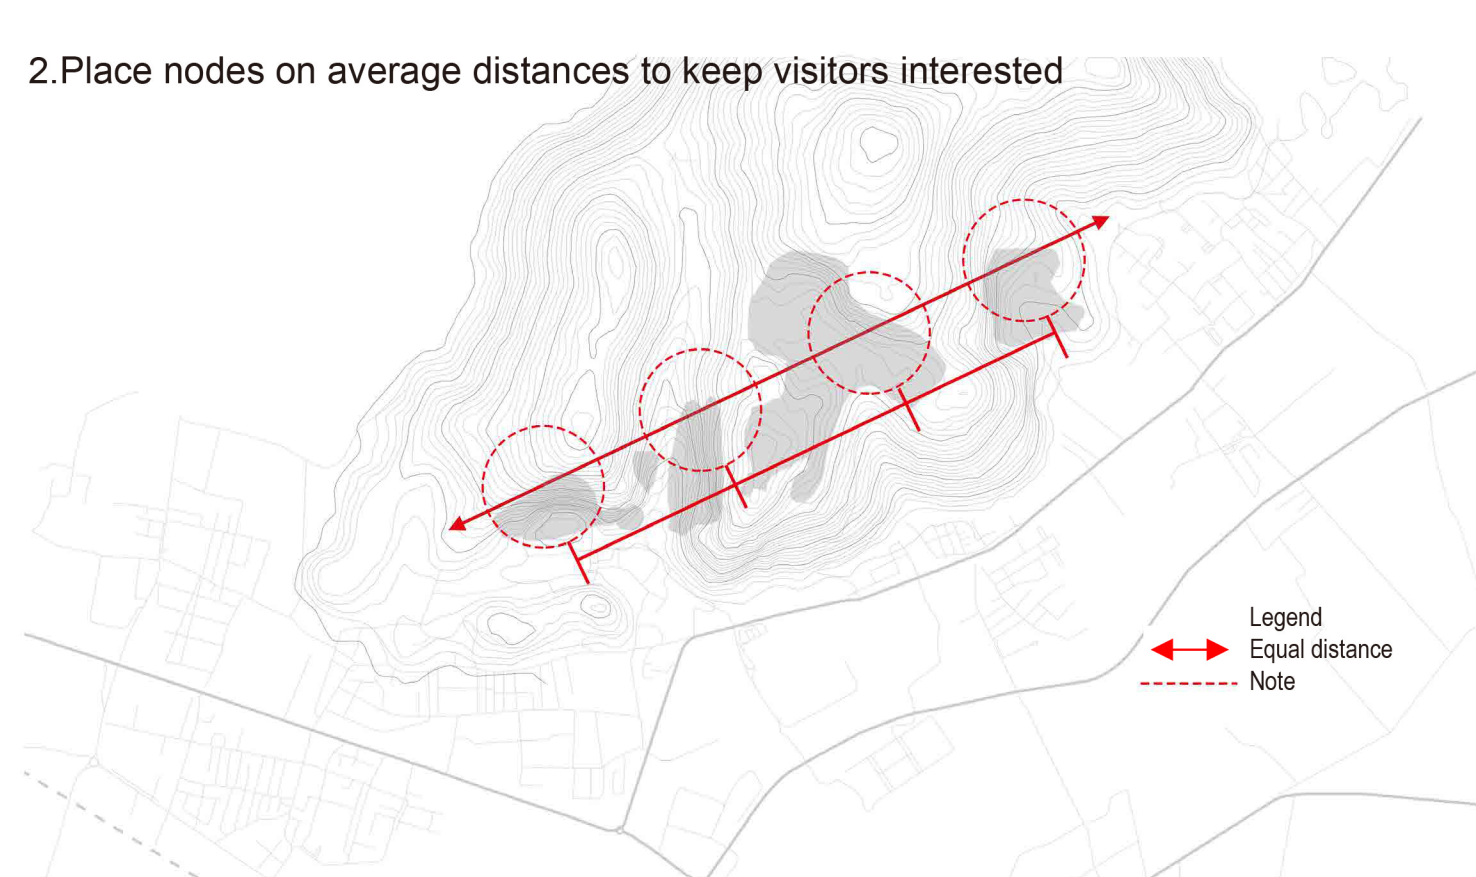 2.Place nodes on average distances to keep visitors interested
Legend
Equal distance
Note